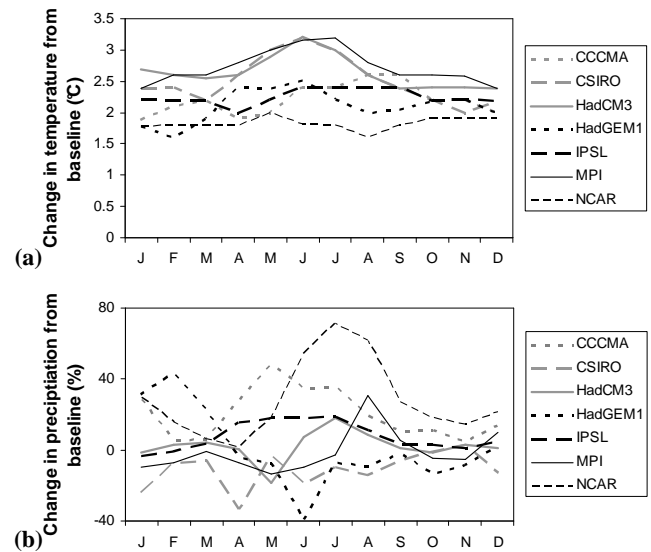 Change in temperature from
baseline (°C)
3.5
3
2.5
2
1.5
1
0.5
0
J F M A M J J A S O N D
(a)
CCCMA
CSIRO
HadCM3
HadGEM1
IPSL
MPI
NCAR
Change in preciptiation from
baseline (%)
80
40
0
-40
J F M A M J J A S O N D
(b)
CCCMA
CSIRO
HadCM3
HadGEM1
IPSL
MPI
NCAR